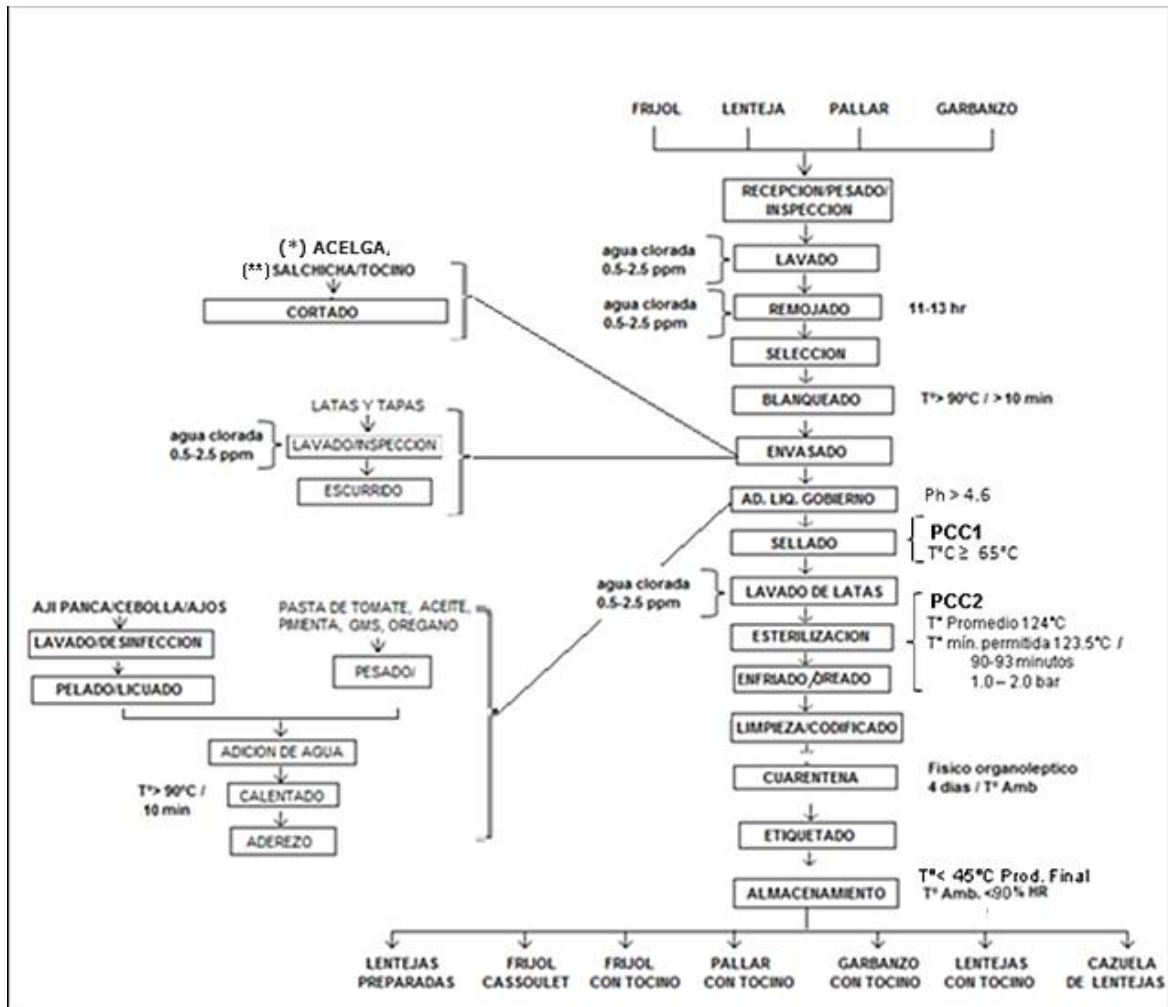 FRIJOL LENTEJA PALLAR GARBANZO
RECEPCION/PESADO/
INSPECCION
agua clorada
0.5-2.5 ppm
LAVADO
agua clorada
0.5-2.5 ppm
REMOJADO
11-13 hr
SELECCION
BLANQUEADO
T°> 90°C / > 10 min
ENVASADO
AD. LIQ. GOBIERNO
Ph > 4.6
SELLADO
PCC1
T°C ≥ 65°C
agua clorada
0.5-2.5 ppm
LAVADO DE LATAS
ESTERILIZACION
ENFRIADO/OREADO
PCC2
T° Promedio 124°C
T° mín. permitida 123.5°C /
90-93 minutos
1.0 – 2.0 bar
LIMPIEZA/CODIFICADO
CUARENTENA
Fisico organoleptico
4 dias / T° Amb
ETIQUETADO
ALMACENAMIENTO
T°< 45°C Prod. Final
T° Amb. <90% HR
(*) ACELGA,
(**) SALCHICHA/TOCINO
CORTADO
LATAS Y TAPAS
agua clorada
0.5-2.5 ppm
LAVADO/INSPECCION
ESCURRIDO
AJI PANCA/CEBOLLA/AJOS
LAVADO/DESINFECCION
PELADO/LICUADO
PASTA DE TOMATE, ACEITE,
PIMIENTA, GMS, OREGANO
PESADO/
ADICION DE AGUA
T°> 90°C /
10 min
CALENTADO
ADEREZO
LENTEJAS
PREPARADAS
FRIJOL
CASSOULET
FRIJOL
CON TOCINO
PALLAR
CON TOCINO
GARBANZO
CON TOCINO
LENTEJAS
CON TOCINO
CAZUELA
DE LENTEJAS